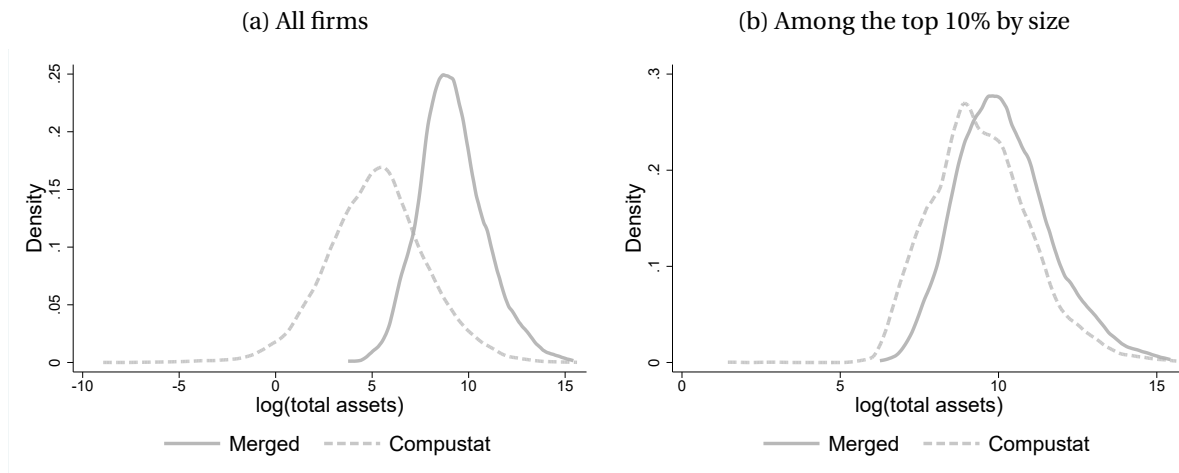 (a) All firms
.25
.2
.15
.1
.05
0
Density
-10 -5 0 5 10 15
log(total assets)
Merged Compustat
(b) Among the top 10% by size
.3
.2
.1
0
Density
0 5 10 15
log(total assets)
Merged Compustat